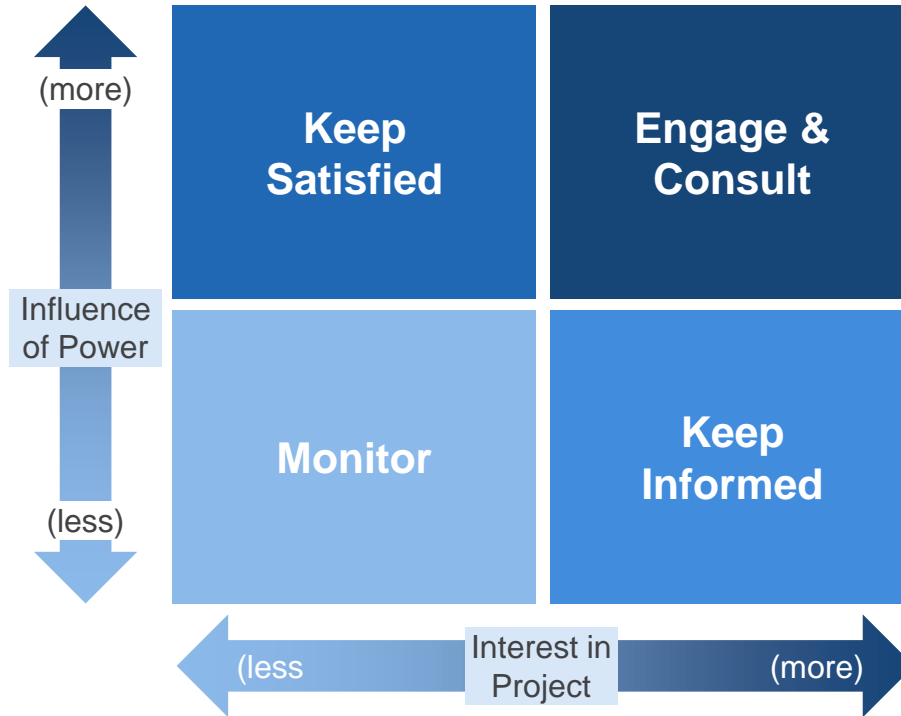 (more)
Keep
Satisfied
Engage &
Consult
Influence
of Power
Monitor
Keep
Informed
(less)
(less
Interest in
Project
(more)